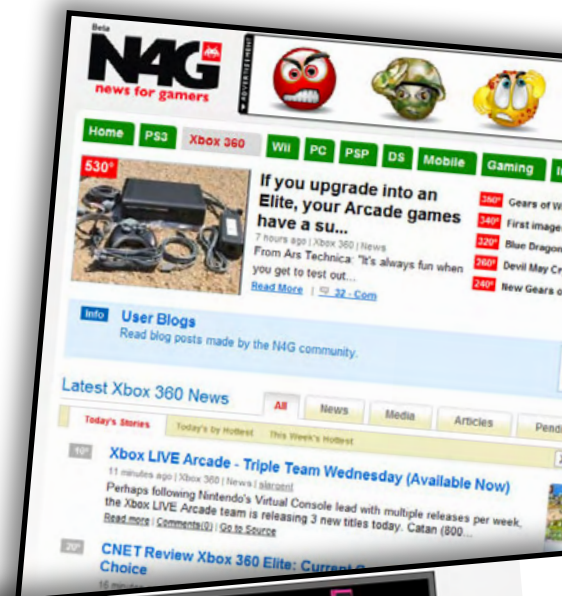 Beta
N4G
news for gamers
ADVERTISEMENT
Home PS3 Xbox 360 Wii PC PSP DS Mobile Gaming
530°
If you upgrade into an
Elite, your Arcade games
have a su...
7 hours ago | Xbox 360 | News
From Ars Technica: "It's always fun when
you get to test out...
Read More | 32 - Com
360° Gears of W
340° First image
320° Blue Dragon
260° Devil May Cr
240° New Gears o
Info User Blogs
Read blog posts made by the N4G community.
Latest Xbox 360 News
All News Media Articles Pendi
Today's Stories Today's by Hottest This Week's Hottest
10° Xbox LIVE Arcade - Triple Team Wednesday (Available Now)
11 minutes ago | Xbox 360 | News |
Perhaps following Nintendo's Virtual Console lead with multiple releases per week,
the Xbox LIVE Arcade team is releasing 3 new titles today. Catan (800...
Read more | Comments(0) | Go to Source
20° CNET Review Xbox 360 Elite: Current
Choice
16 minutes